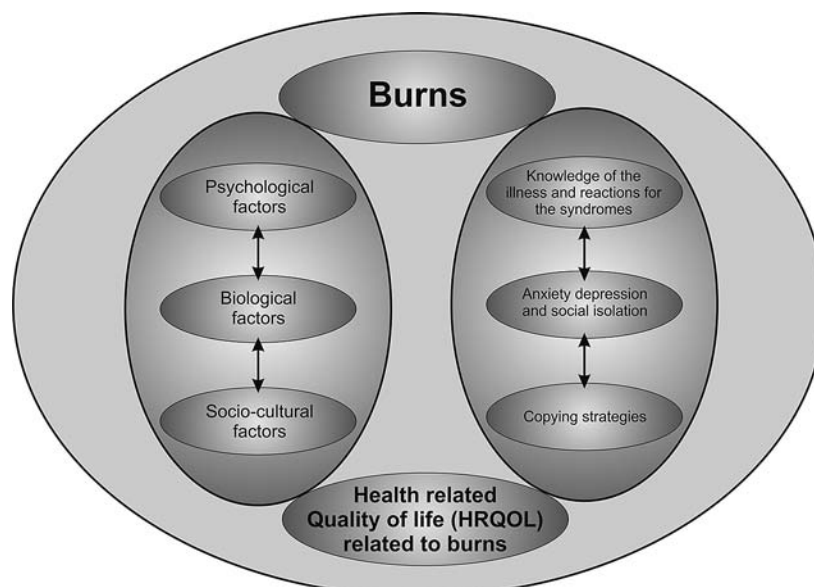 Burns
Psychological
factors
Biological
factors
Socio-cultural
factors
Knowledge of the
illness and reactions for
the syndromes
Anxiety depression
and social isolation
Copying strategies
Health related
Quality of life (HRQOL)
related to burns